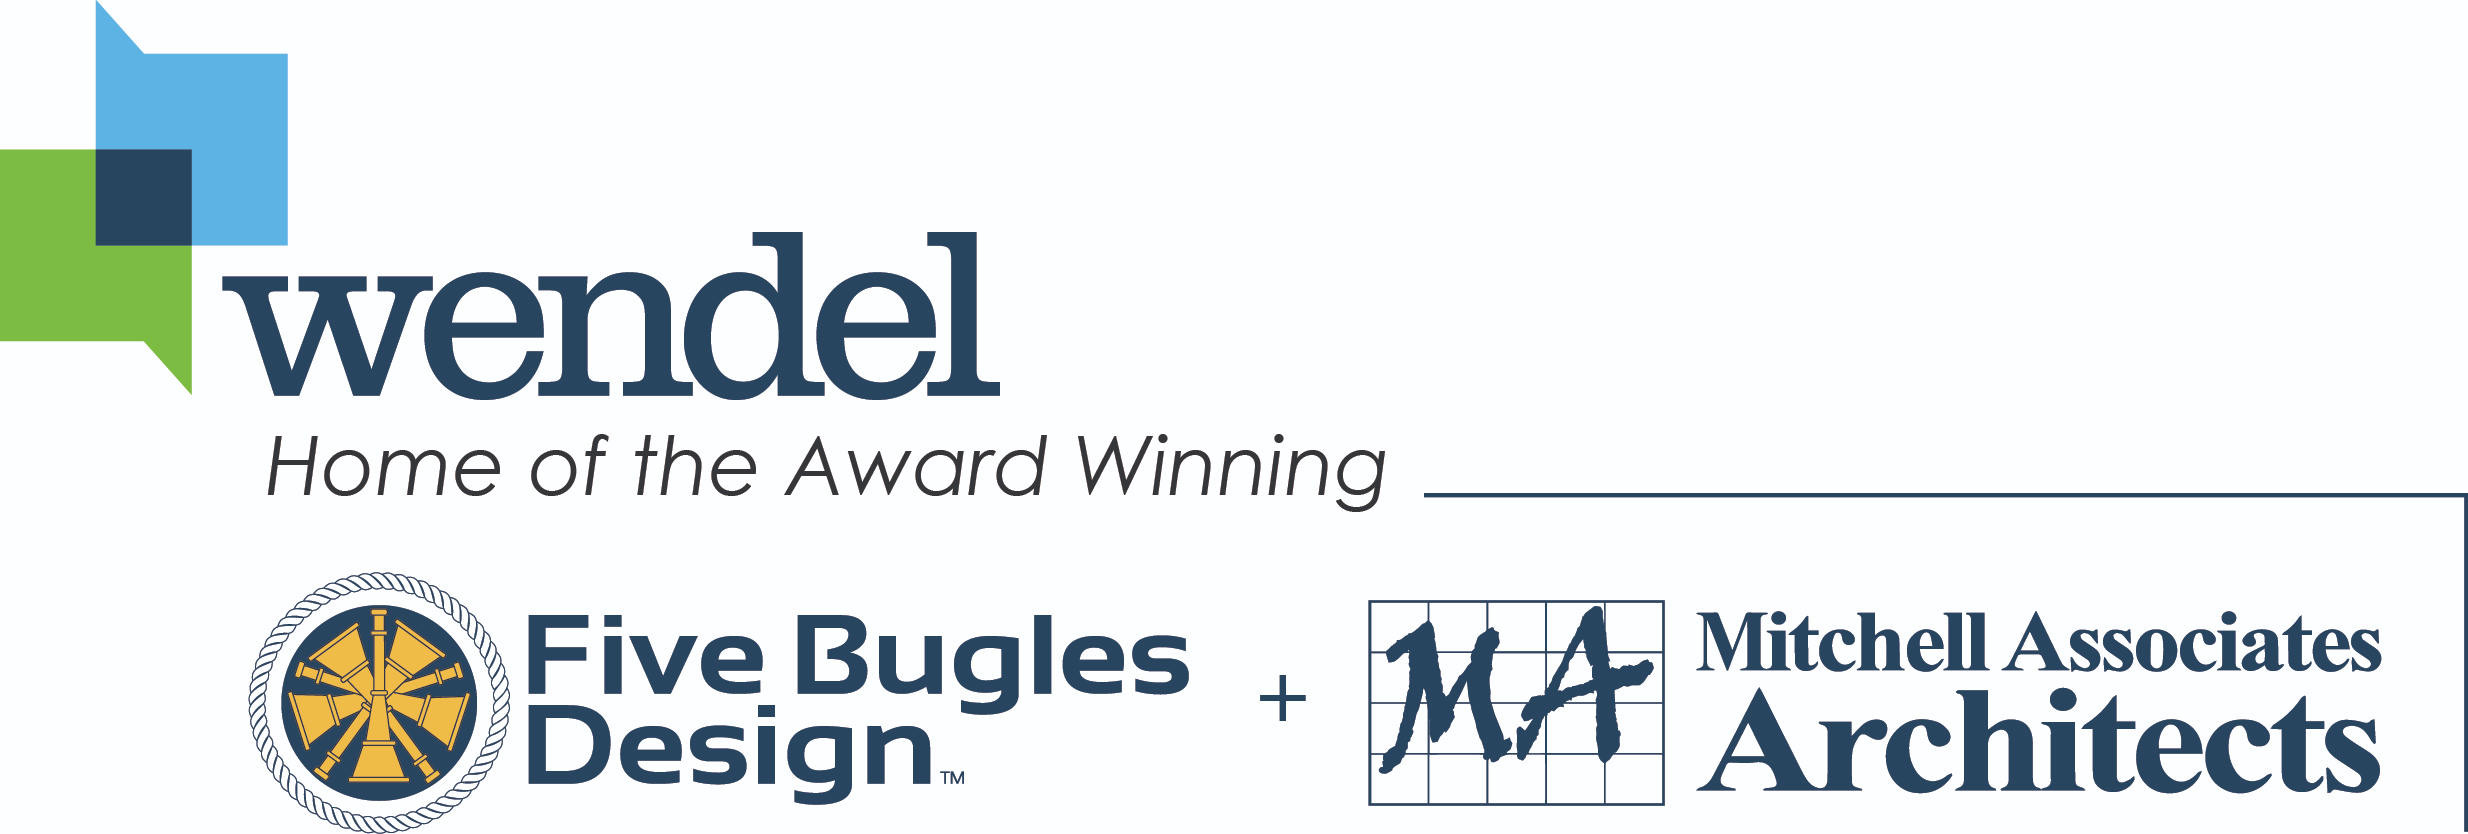 wendel
Home of the Award Winning
Five Bugles
Design™
+
MA
Mitchell Associates
Architects